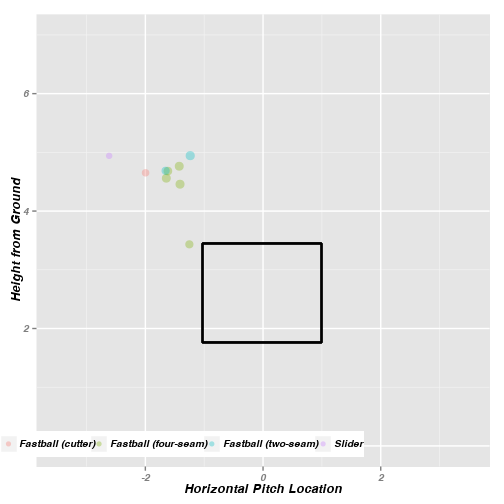 6
4
2
Height from Ground
Fastball (cutter) Fastball (four-seam) Fastball (two-seam) Slider
-2 0 2
Horizontal Pitch Location